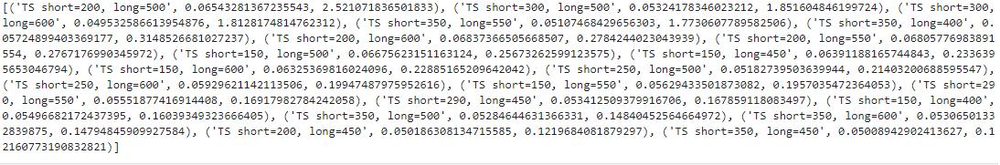 [('TS short=200, long=500', 0.06543281367235543, 2.521071836501833), ('TS short=300, long=500', 0.05324178346023212, 1.851604846199724), ('TS short=300,
long=600', 0.049532586613954876, 1.8128174814762312), ('TS short=350, long=550', 0.05107468429656303, 1.7730607789582506), ('TS short=350, long=400', 0.
05724899403369177, 0.3148526681027237), ('TS short=200, long=600', 0.06837366505668507, 0.2784244023043939), ('TS short=200, long=550', 0.06805776983891
554, 0.2767176990345972), ('TS short=150, long=500', 0.06675623151163124, 0.25673262599123575), ('TS short=150, long=450', 0.06391188165744843, 0.233639
5653046794), ('TS short=150, long=600', 0.06325369816024096, 0.22885165209642042), ('TS short=250, long=500', 0.05182739503639944, 0.21403200688595547),
('TS short=250, long=600', 0.05929621142113506, 0.19947487975952616), ('TS short=150, long=550', 0.05629433501873082, 0.1957035472364053), ('TS short=29
0, long=550', 0.05551877416914408, 0.16917982784242058), ('TS short=290, long=450', 0.053412509379916706, 0.167859118083497), ('TS short=150, long=400',
0.05496682172437395, 0.16039349323666405), ('TS short=350, long=500', 0.05284644631366331, 0.14840452564664972), ('TS short=350, long=600', 0.0530650133
2839875, 0.14794845909927584), ('TS short=200, long=450', 0.050186308134715585, 0.1219684081879297), ('TS short=350, long=450', 0.05008942902413627, 0.1
2160773190832821)]